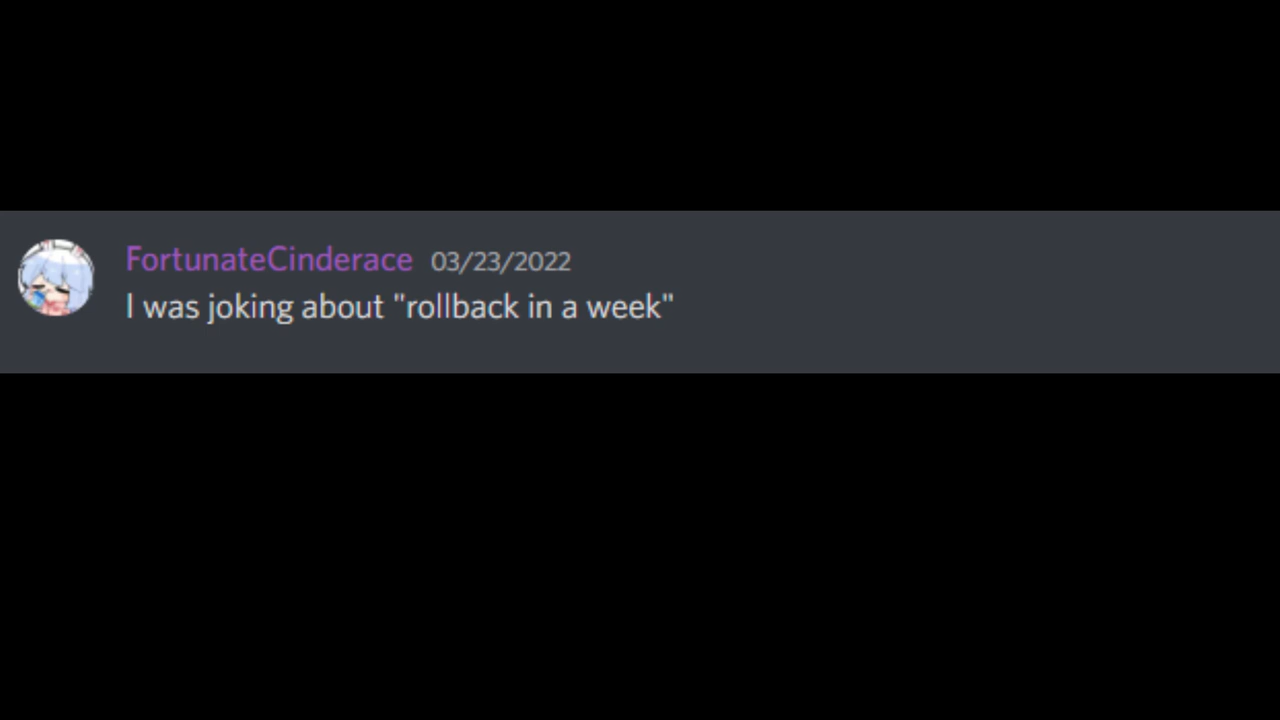 FortunateCinderace 03/23/2022
I was joking about "rollback in a week"